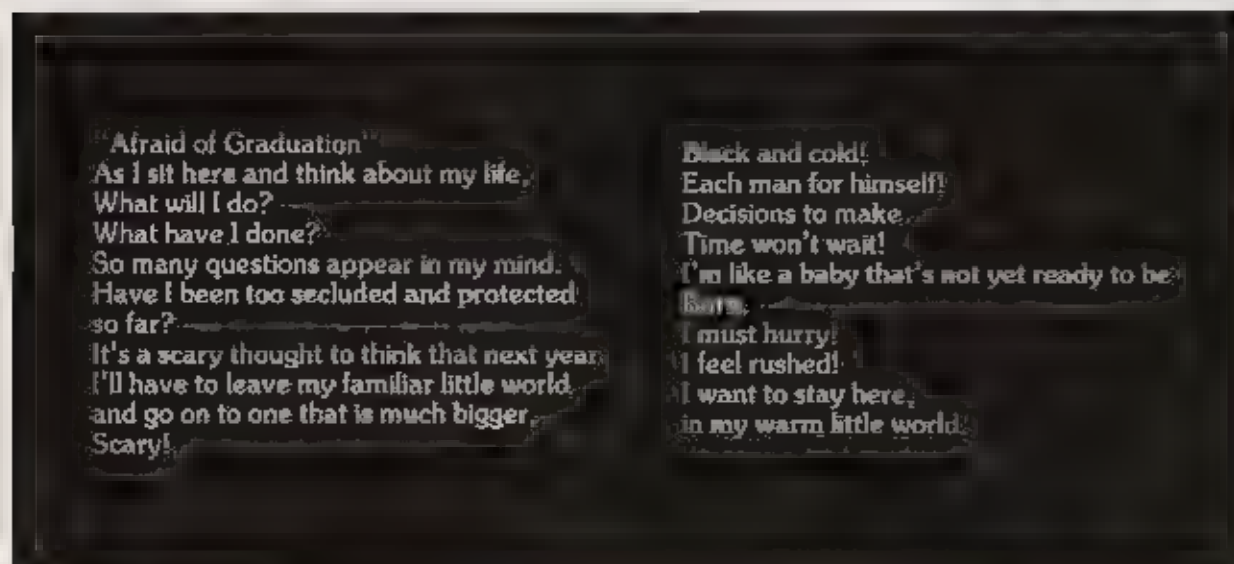 "Afraid of Graduation"
As I sit here and think about my life,
What will I do?
What have I done?
So many questions appear in my mind.
Have I been too secluded and protected
so far?
It's a scary thought to think that next year
I'll have to leave my familiar little world
and go on to one that is much bigger.
Scary!
Black and cold!
Each man for himself!
Decisions to make.
Time won't wait!
I'm like a baby that's not yet ready to be
born.
I must hurry!
I feel rushed!
I want to stay here,
in my warm little world.